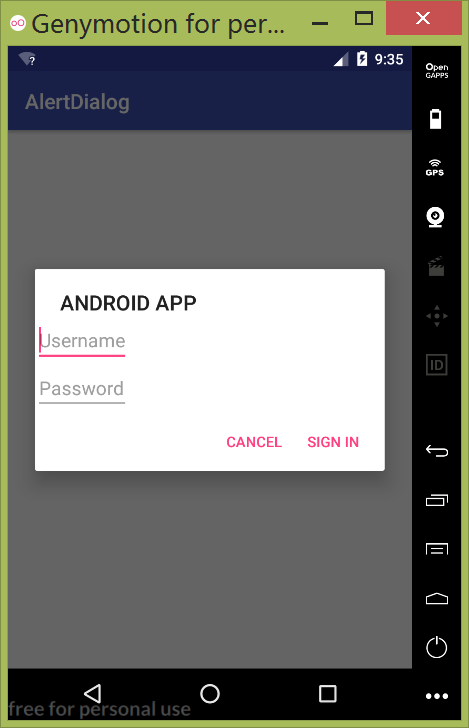 Genymotion for per...
9:35
Open
GAPPS
AlertDialog
GPS
ANDROID APP
Username
Password
ID
CANCEL SIGN IN
free for personal use